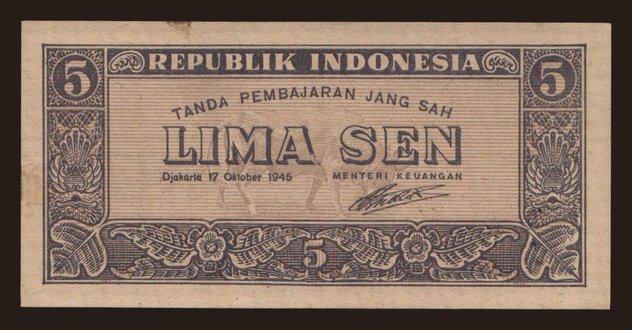 5 REPUBLIK INDONESIA 5
TANDA PEMBAJARAN JANG SAH
LIMA SEN
Djakarta 17 Oktober 1945 MENTERI KEUANGAN
5